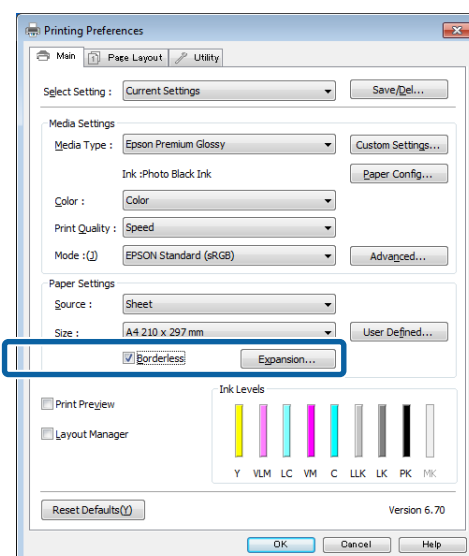 Printing Preferences
Main Page Layout Utility
Select Setting : Current Settings Save/Del...
Media Settings
Media Type : Epson Premium Glossy Custom Settings...
Ink :Photo Black Ink Paper Config...
Color : Color
Print Quality : Speed
Mode :(J) EPSON Standard (sRGB) Advanced...
Paper Settings
Source : Sheet
Size : A4 210 x 297 mm User Defined...
Borderless Expansion...
Print Preview
Layout Manager
Ink Levels
Y VLM LC VM C LLK LK PK MK
Reset Defaults(Y) Version 6.70
OK Cancel Help